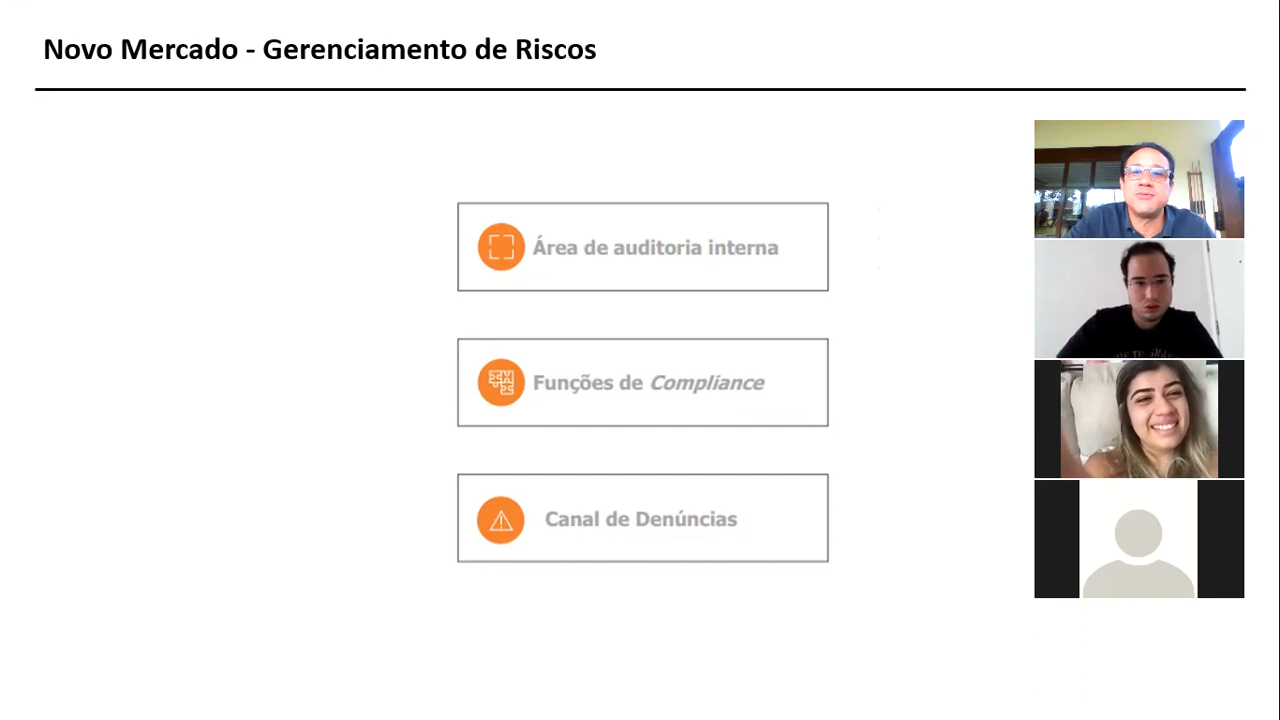 Novo Mercado - Gerenciamento de Riscos
Área de auditoria interna
Funções de Compliance
Canal de Denúncias